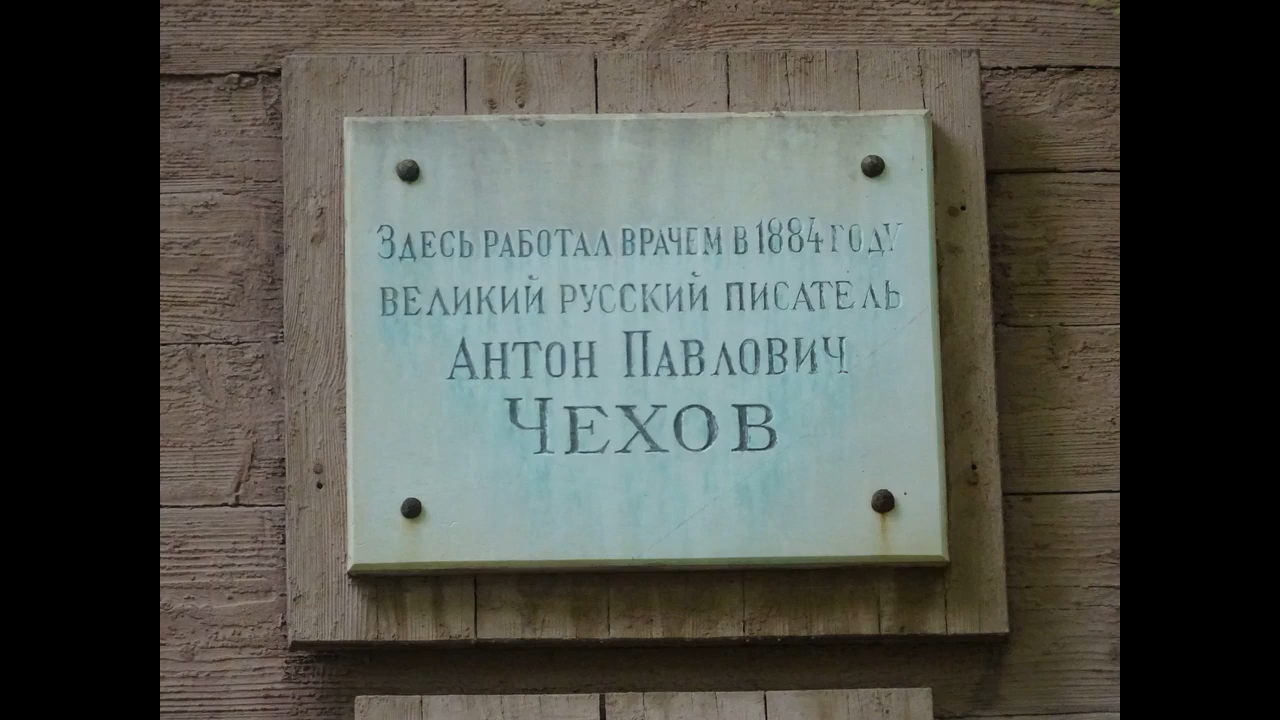 Здесь работал врачем в 1884 году
великий русский писатель
Антон Павлович
Чехов